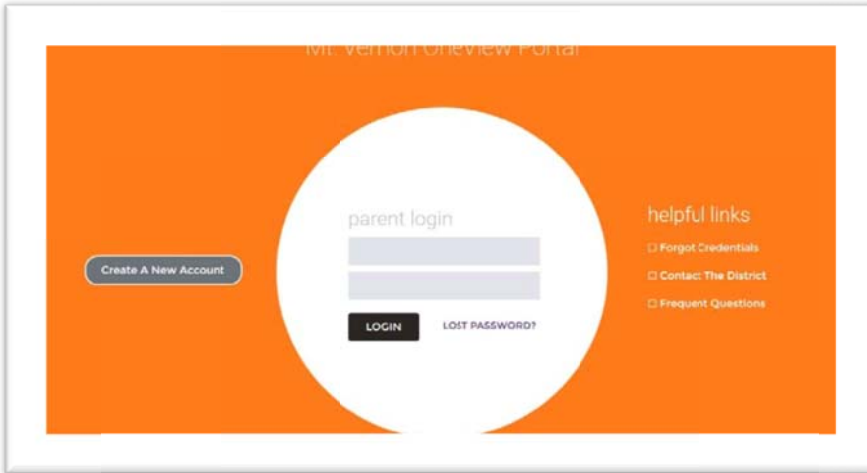 Mt. Vernon OneView Portal
parent login
helpful links
Forgot Credentials
Create A New Account
Contact The District
Frequent Questions
LOGIN
LOST PASSWORD?